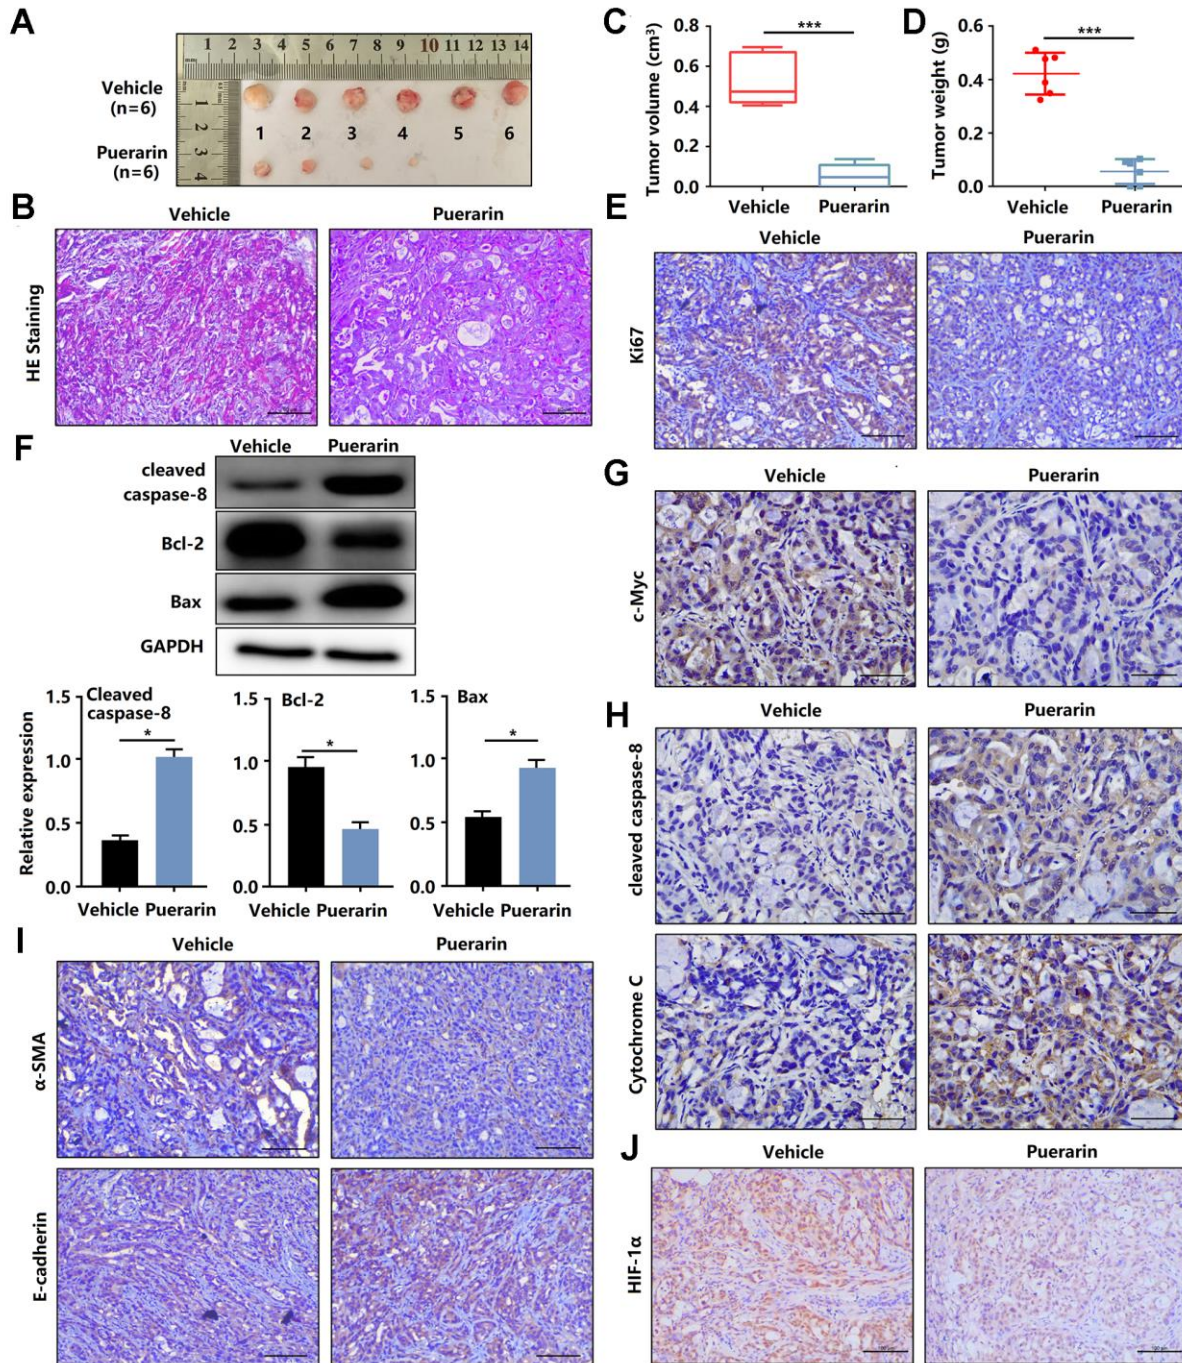 A
1 2 3 4 5 6 7 8 9 10 11 12 13 14
Vehicle
(n=6)
1
2
3
4
1 2 3 4 5 6
Puerarin
(n=6)
C
Tumor volume (cm³)
0.8
0.6
0.4
0.2
0.0
***
Vehicle Puerarin
D
Tumor weight (g)
0.6
0.4
0.2
0.0
***
Vehicle Puerarin
B
Vehicle Puerarin
HE Staining
E
Vehicle Puerarin
Ki67
F
Vehicle Puerarin
cleaved
caspase-8
Bcl-2
Bax
GAPDH
Relative expression
1.5
1.0
0.5
0.0
Cleaved
caspase-8
*
Vehicle Puerarin
1.5
1.0
0.5
0.0
Bcl-2
*
Vehicle Puerarin
1.5
1.0
0.5
0.0
Bax
*
Vehicle Puerarin
G
Vehicle Puerarin
c-Myc
H
Vehicle Puerarin
cleaved caspase-8
Cytochrome C
I
Vehicle Puerarin
α-SMA
E-cadherin
J
Vehicle Puerarin
HIF-1α